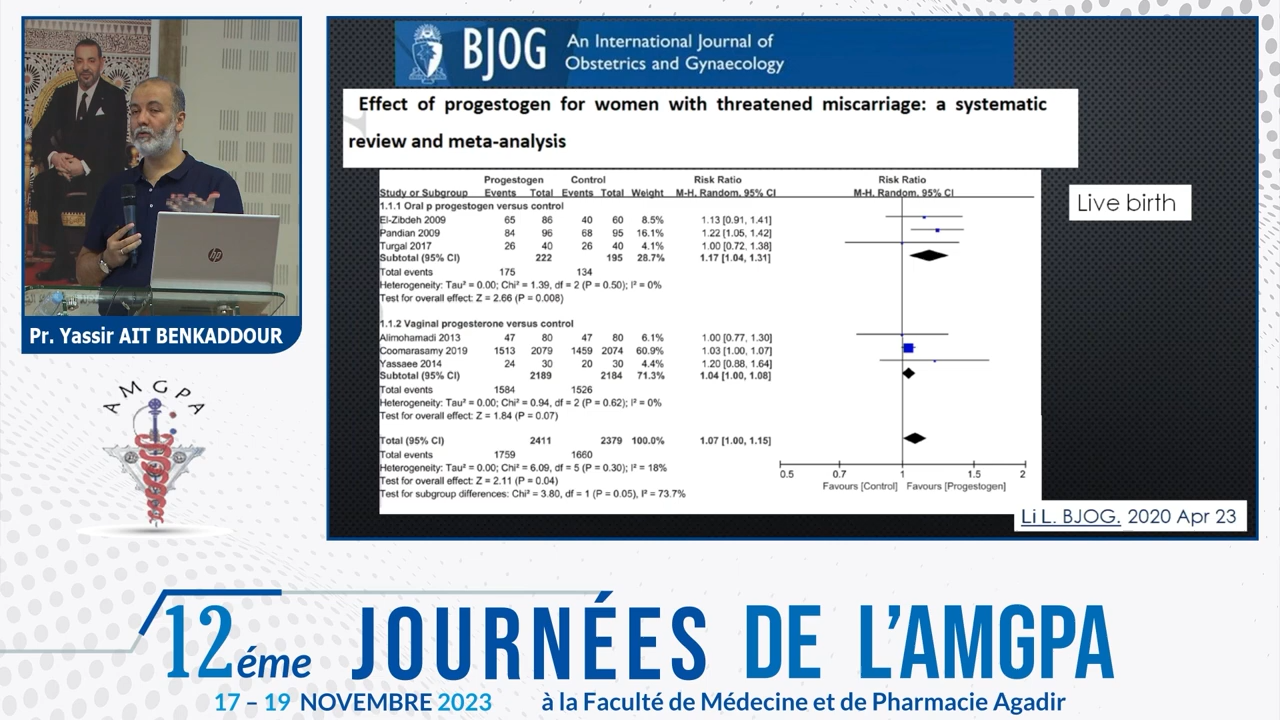 BJOG An International Journal of
Obstetrics and Gynaecology
Effect of progestogen for women with threatened miscarriage: a systematic
review and meta-analysis
Progestogen Control Risk Ratio Risk Ratio
Study or Subgroup Events Total Events Total Weight M-H. Random. 95% CI M-H. Random. 95% CI
1.1.1 Oral p progestogen versus control
El-Zibdeh 2009 65 86 40 60 8.5% 1.13 [0.91, 1.41]
Pandian 2009 84 96 68 95 16.1% 1.22 [1.05, 1.42]
Turgal 2017 26 40 26 40 4.1% 1.00 [0.72, 1.38]
Subtotal (95% CI) 222 195 28.7% 1.17 [1.04, 1.31]
Total events 175 134
Heterogeneity: Tau² = 0.00; Chi² = 1.39, df = 2 (P = 0.50); I² = 0%
Test for overall effect: Z = 2.66 (P = 0.008)
1.1.2 Vaginal progesterone versus control
Alimohamadi 2013 47 80 47 80 6.1% 1.00 [0.77, 1.30]
Coomarasamy 2019 1513 2079 1459 2074 60.9% 1.03 [1.00, 1.07]
Yassaee 2014 24 30 20 30 4.4% 1.20 [0.88, 1.64]
Subtotal (95% CI) 2189 2184 71.3% 1.04 [1.00, 1.08]
Total events 1584 1526
Heterogeneity: Tau² = 0.00; Chi² = 0.94, df = 2 (P = 0.62); I² = 0%
Test for overall effect: Z = 1.84 (P = 0.07)
Total (95% CI) 2411 2379 100.0% 1.07 [1.00, 1.15]
Total events 1759 1660
Heterogeneity: Tau² = 0.00; Chi² = 6.09, df = 5 (P = 0.30); I² = 18%
Test for overall effect: Z = 2.11 (P = 0.04)
Test for subgroup differences: Chi² = 3.80, df = 1 (P = 0.05), I² = 73.7%
0.5 0.7 1 1.5 2
Favours [Control] Favours [Progestogen]
Live birth
Li L. BJOG. 2020 Apr 23
hp
Pr. Yassir AIT BENKADDOUR
AMGPA
12éme JOURNÉES DE L'AMGPA
17 – 19 NOVEMBRE 2023 à la Faculté de Médecine et de Pharmacie Agadir